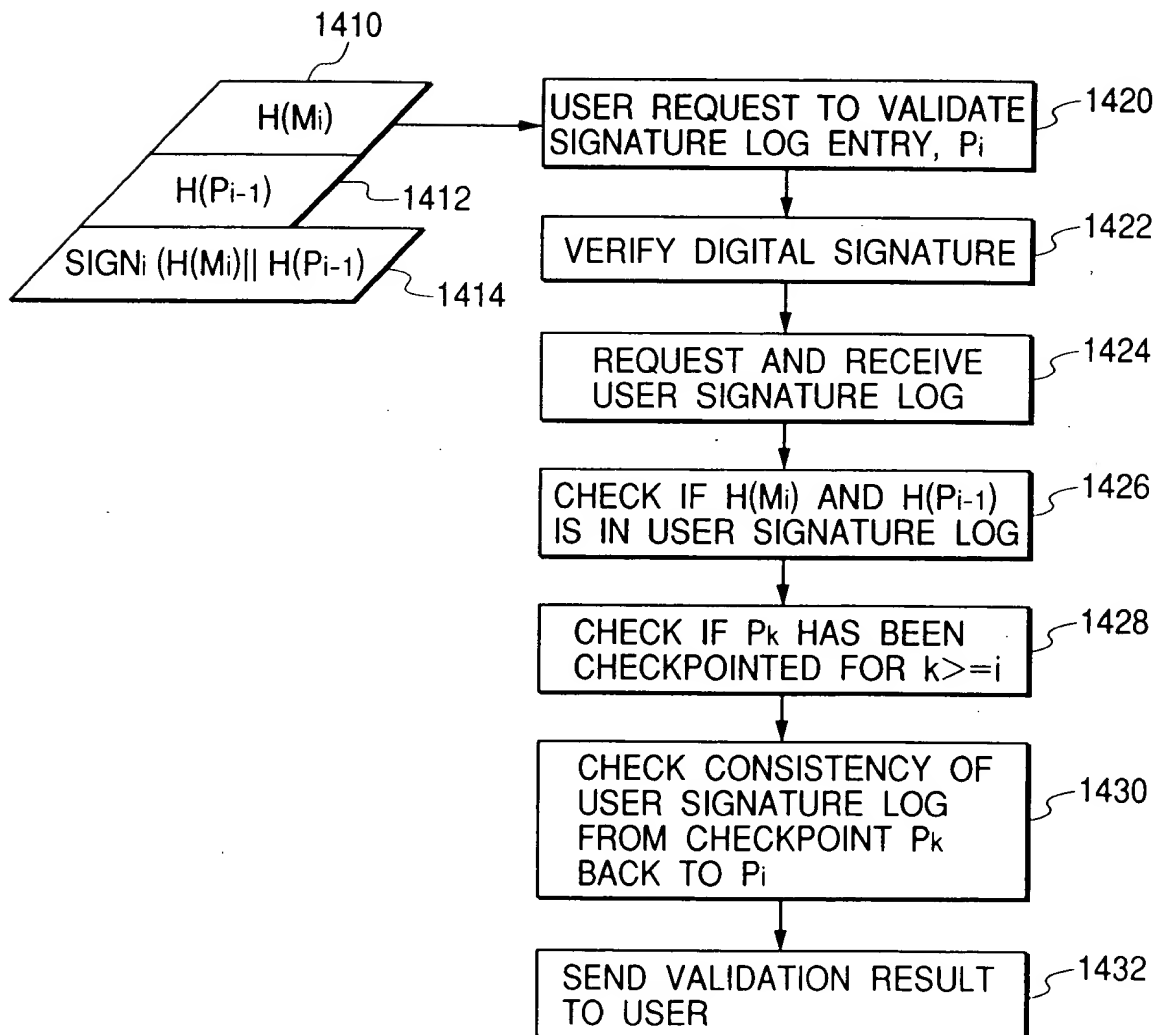 1410
H(Mi)
H(Pi-1)
1412
SIGNi (H(Mi)|| H(Pi-1)
1414
USER REQUEST TO VALIDATE
SIGNATURE LOG ENTRY, Pi
1420
VERIFY DIGITAL SIGNATURE
1422
REQUEST AND RECEIVE
USER SIGNATURE LOG
1424
CHECK IF H(Mi) AND H(Pi-1)
IS IN USER SIGNATURE LOG
1426
CHECK IF Pk HAS BEEN
CHECKPOINTED FOR k>=i
1428
CHECK CONSISTENCY OF
USER SIGNATURE LOG
FROM CHECKPOINT Pk
BACK TO Pi
1430
SEND VALIDATION RESULT
TO USER
1432